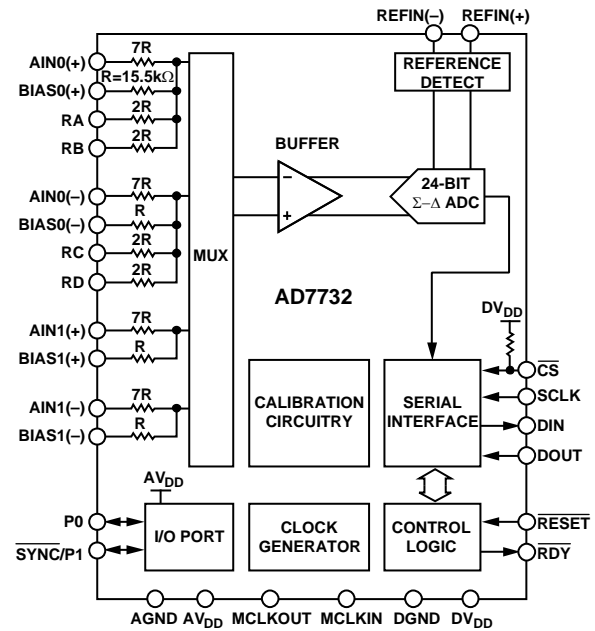 REFIN(–) REFIN(+)
REFERENCE
DETECT
AIN0(+) 7R
R=15.5kΩ
BIAS0(+)
RA 2R
RB 2R
AIN0(–) 7R
BIAS0(–) R
RC 2R
RD 2R
AIN1(+) 7R
BIAS1(+) R
AIN1(–) 7R
BIAS1(–) R
MUX
BUFFER
–
+
24-BIT
Σ–Δ ADC
AD7732
DVDD
CALIBRATION
CIRCUITRY
SERIAL
INTERFACE
CS
SCLK
DIN
DOUT
AVDD
P0
SYNC/P1
I/O PORT
CLOCK
GENERATOR
CONTROL
LOGIC
RESET
RDY
AGND AVDD MCLKOUT MCLKIN DGND DVDD